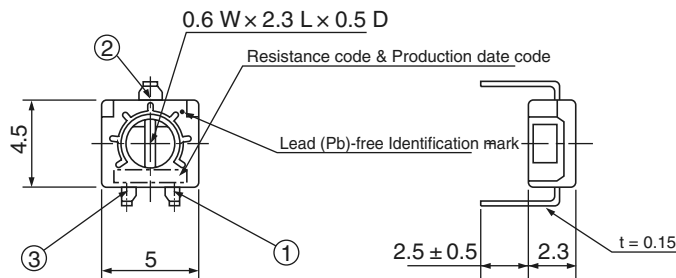 0.6 W × 2.3 L × 0.5 D
②
Resistance code & Production date code
4.5
Lead (Pb)-free Identification mark
③
①
5
2.5 ± 0.5
2.3
t = 0.15